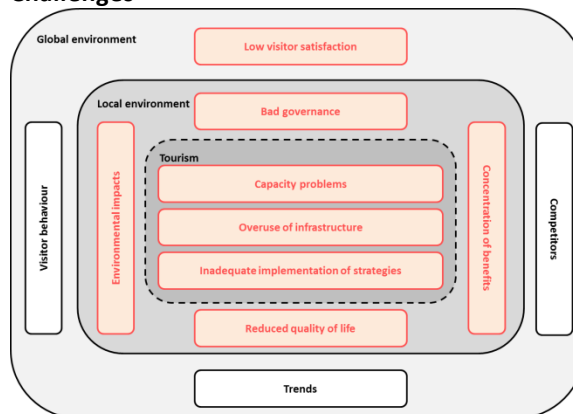 Challenges
Global environment
Low visitor satisfaction
Local environment
Bad governance
Tourism
Capacity problems
Overuse of infrastructure
Inadequate implementation of strategies
Visitor behaviour
Environmental impacts
Concentration of benefits
Competitors
Reduced quality of life
Trends